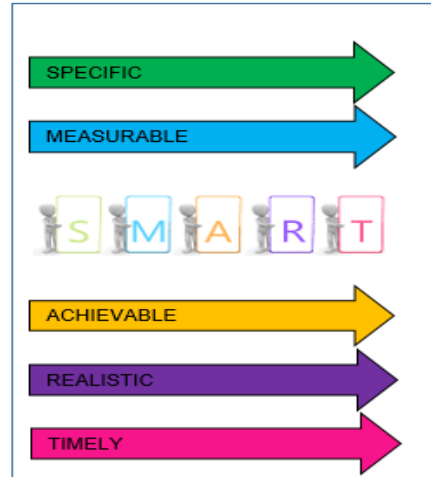 SPECIFIC
MEASURABLE
S M A R T
ACHIEVABLE
REALISTIC
TIMELY